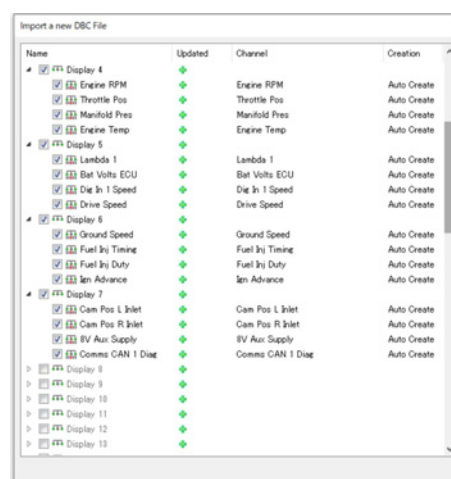 Import a new DBC File
Name Updated Channel Creation
Display 4
Engine RPM Engine RPM Auto Create
Throttle Pos Throttle Pos Auto Create
Manifold Pres Manifold Pres Auto Create
Engine Temp Engine Temp Auto Create
Display 5
Lambda 1 Lambda 1 Auto Create
Bat Volts ECU Bat Volts ECU Auto Create
Dig In 1 Speed Dig In 1 Speed Auto Create
Drive Speed Drive Speed Auto Create
Display 6
Ground Speed Ground Speed Auto Create
Fuel Inj Timing Fuel Inj Timing Auto Create
Fuel Inj Duty Fuel Inj Duty Auto Create
Ign Advance Ign Advance Auto Create
Display 7
Cam Pos L Inlet Cam Pos L Inlet Auto Create
Cam Pos R Inlet Cam Pos R Inlet Auto Create
8V Aux Supply 8V Aux Supply Auto Create
Comms CAN 1 Diag Comms CAN 1 Diag Auto Create
Display 8
Display 9
Display 10
Display 11
Display 12
Display 13